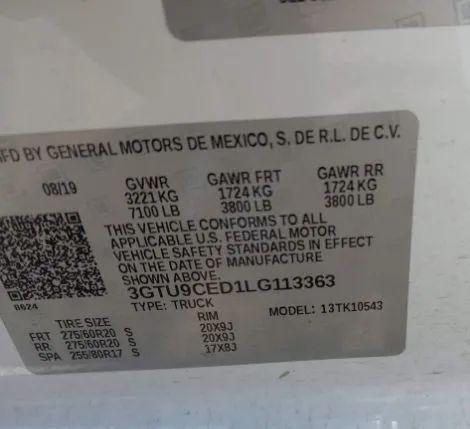 MFD BY GENERAL MOTORS DE MEXICO, S. DE R.L. DE C.V.
08/19 GVWR GAWR FRT GAWR RR
3221 KG 1724 KG 1724 KG
7100 LB 3800 LB 3800 LB
THIS VEHICLE CONFORMS TO ALL
APPLICABLE U.S. FEDERAL MOTOR
VEHICLE SAFETY STANDARDS IN EFFECT
ON THE DATE OF MANUFACTURE
SHOWN ABOVE.
3GTU9CED1LG113363
TYPE: TRUCK MODEL: 13TK10543
8624
TIRE SIZE RIM
FRT 275/60R20 S 20X9J
RR 275/60R20 S 20X9J
SPA 255/80R17 S 17X8J